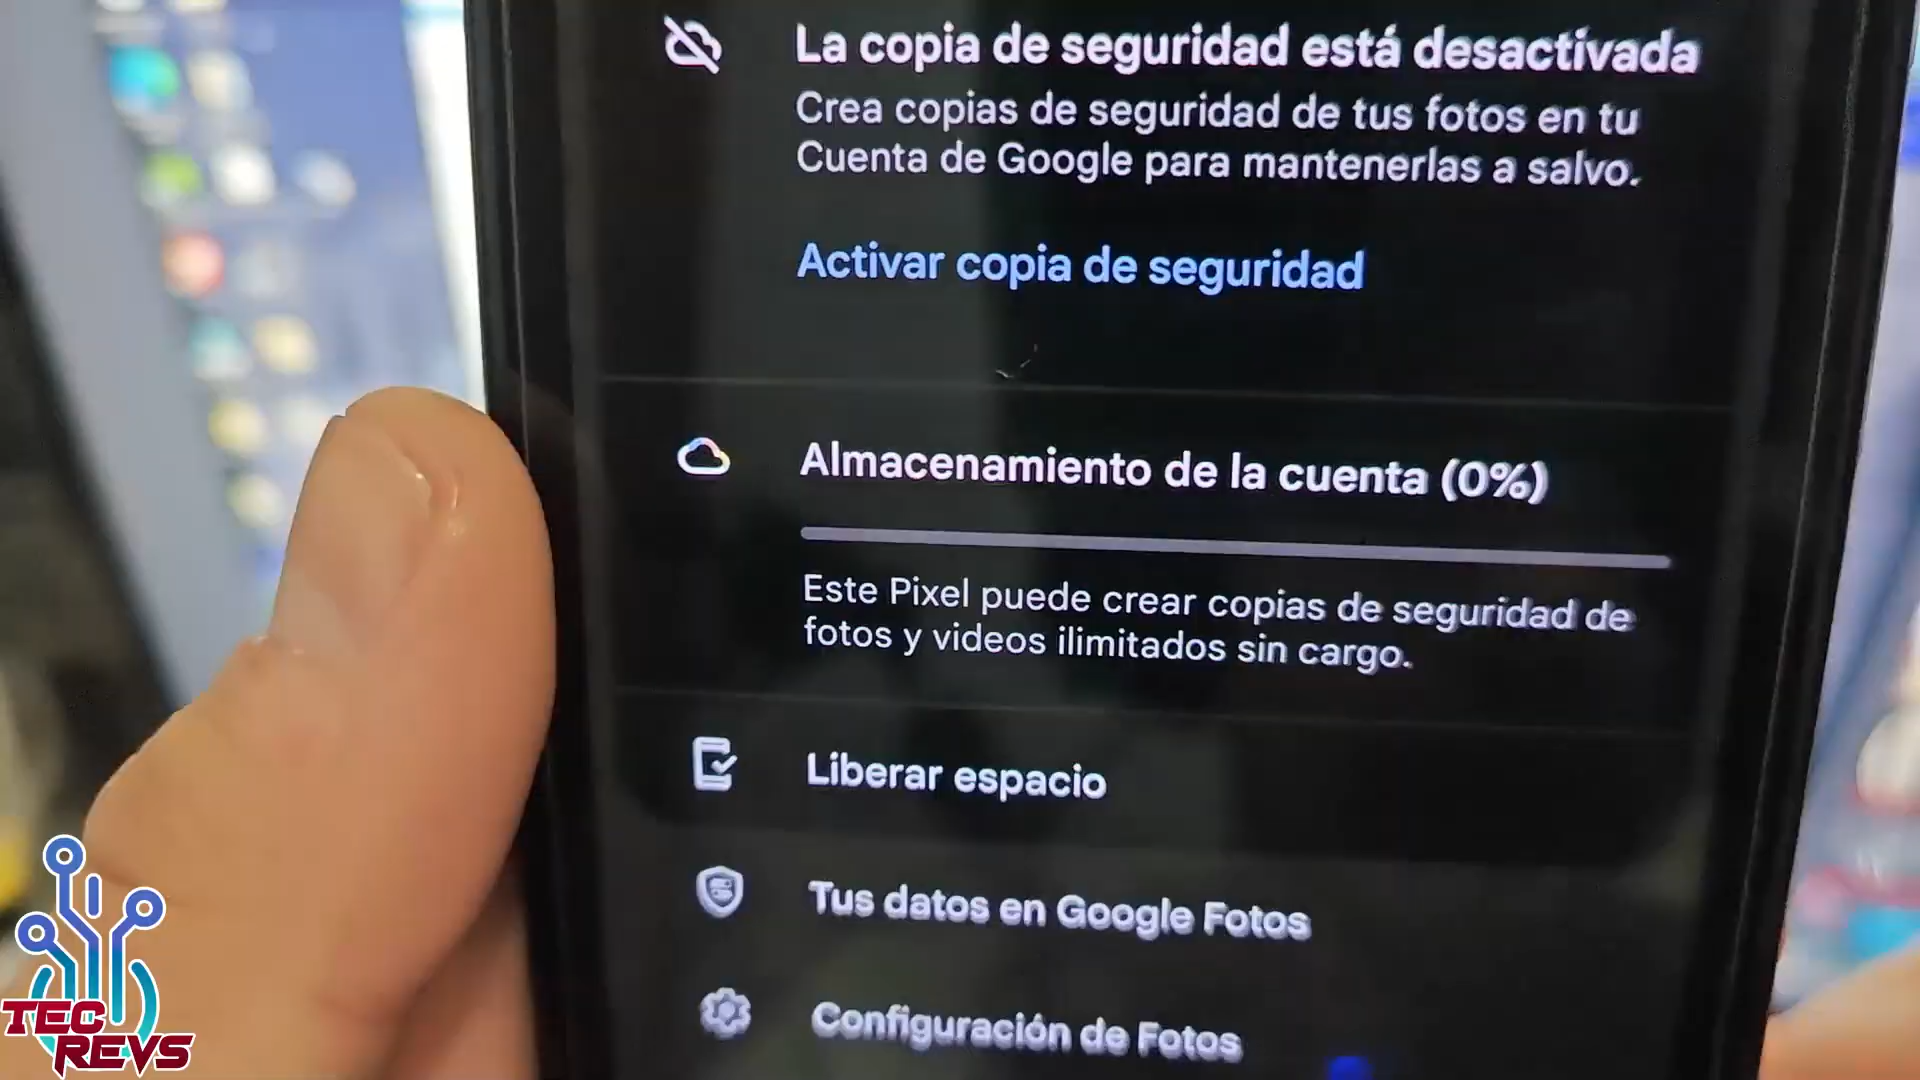 La copia de seguridad está desactivada
Crea copias de seguridad de tus fotos en tu
Cuenta de Google para mantenerlas a salvo.
Activar copia de seguridad
Almacenamiento de la cuenta (0%)
Este Pixel puede crear copias de seguridad de
fotos y videos ilimitados sin cargo.
Liberar espacio
Tus datos en Google Fotos
Configuración de Fotos
TEC
REVS